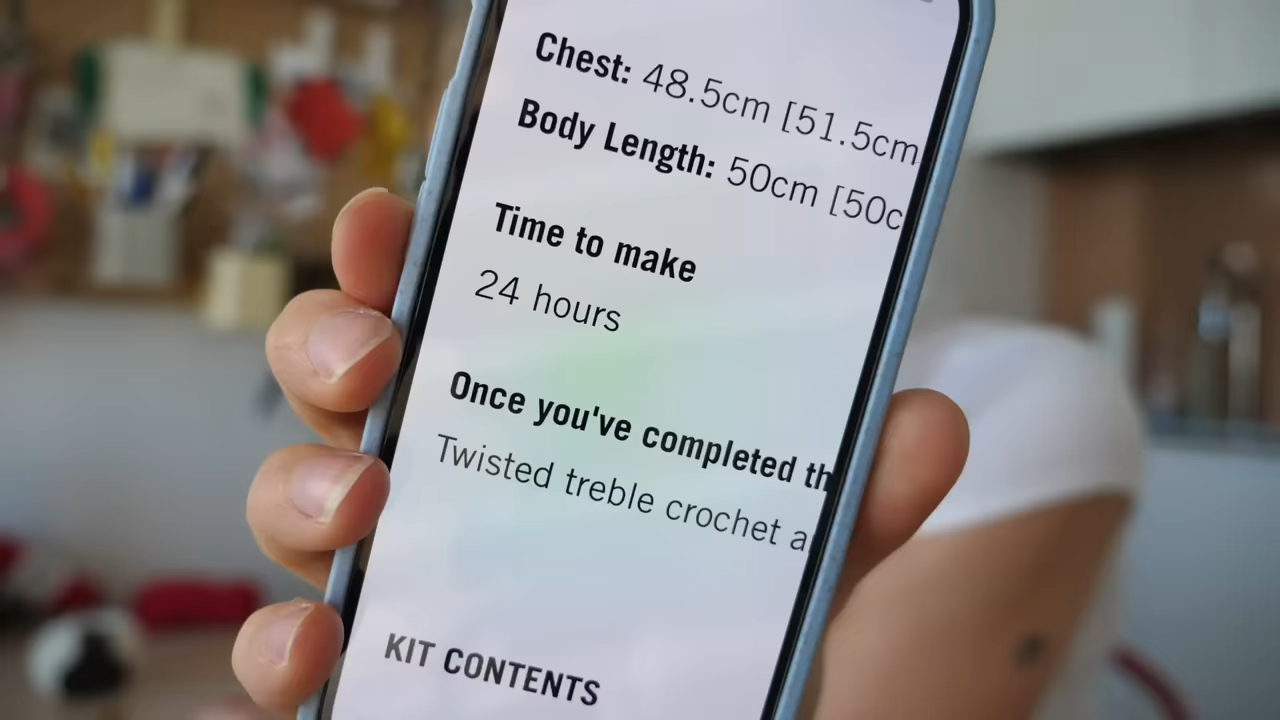 Chest: 48.5cm [51.5cm
Body Length: 50cm [50c
Time to make
24 hours
Once you've completed th
Twisted treble crochet a
KIT CONTENTS